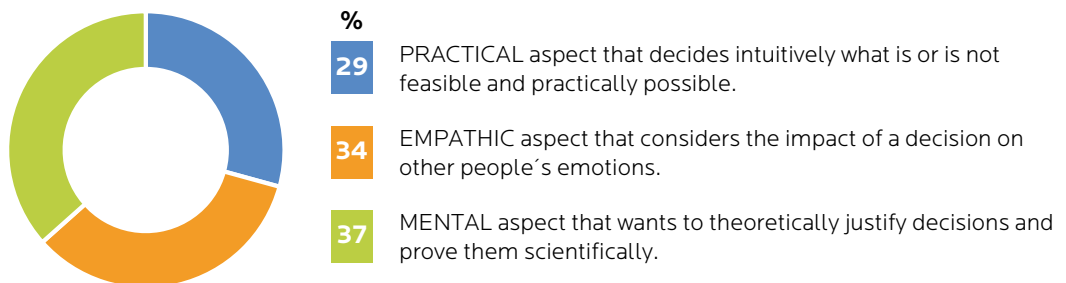 %
29 PRACTICAL aspect that decides intuitively what is or is not
feasible and practically possible.
34 EMPATHIC aspect that considers the impact of a decision on
other people´s emotions.
37 MENTAL aspect that wants to theoretically justify decisions and
prove them scientifically.